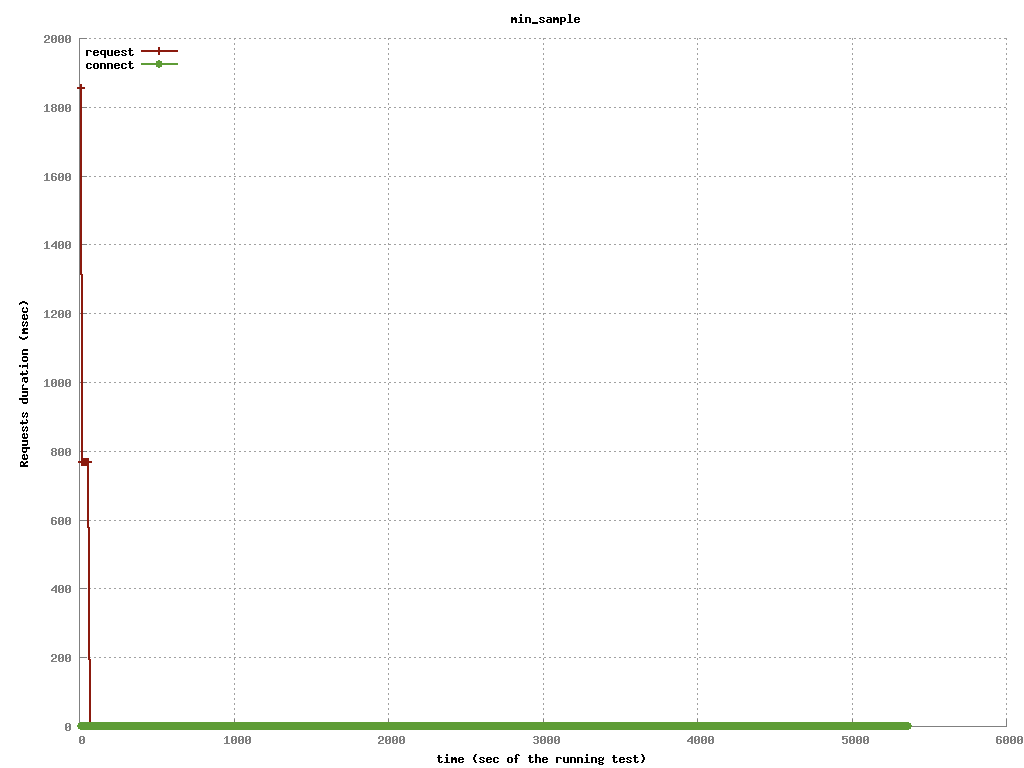 min_sample
2000
request
connect
1800
1600
1400
1200
1000
800
600
400
200
0
Requests duration (msec)
0 1000 2000 3000 4000 5000 6000
time (sec of the running test)